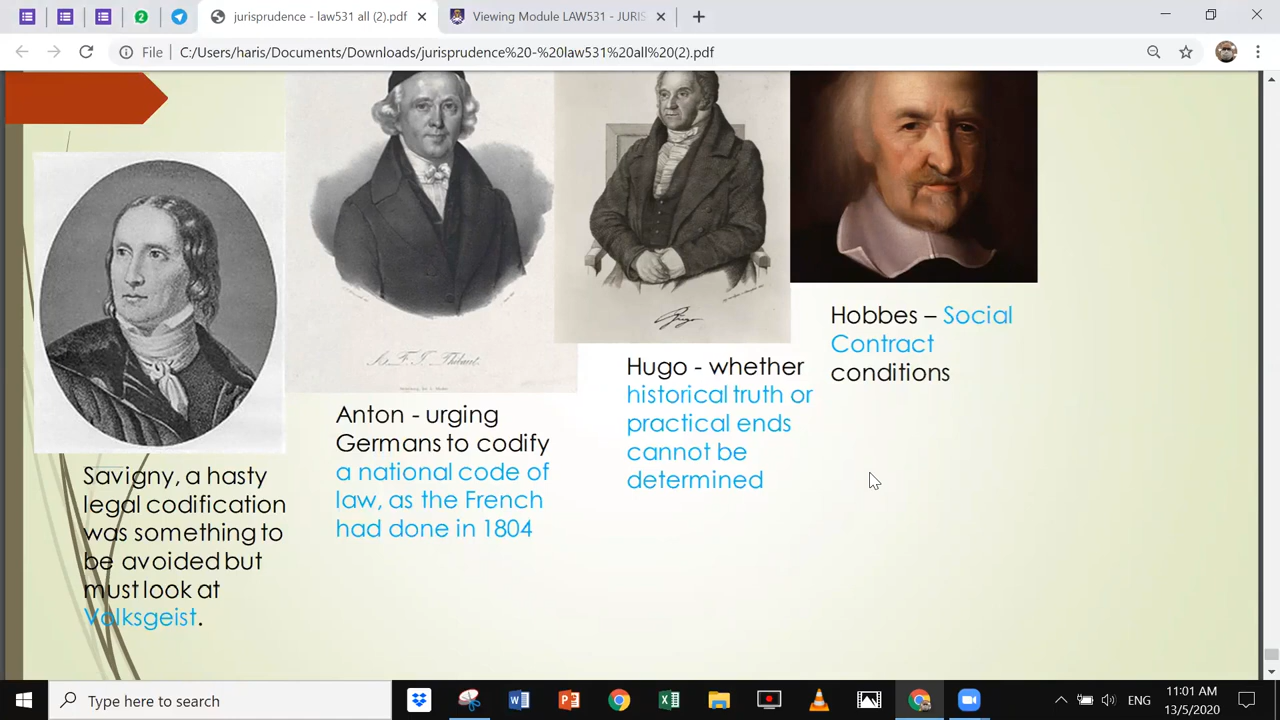 jurisprudence - law531 all (2).pdf
Viewing Module LAW531 - JURIS
File
C:/Users/haris/Documents/Downloads/jurisprudence%20-%20law531%20all%20(2).pdf
Savigny, a hasty
legal codification
was something to
be avoided but
must look at
Volksgeist.
A. F. J. Thibaut.
Anton - urging
Germans to codify
a national code of
law, as the French
had done in 1804
Hugo
Hugo - whether
historical truth or
practical ends
cannot be
determined
Hobbes – Social
Contract
conditions
Type here to search
ENG
11:01 AM
13/5/2020